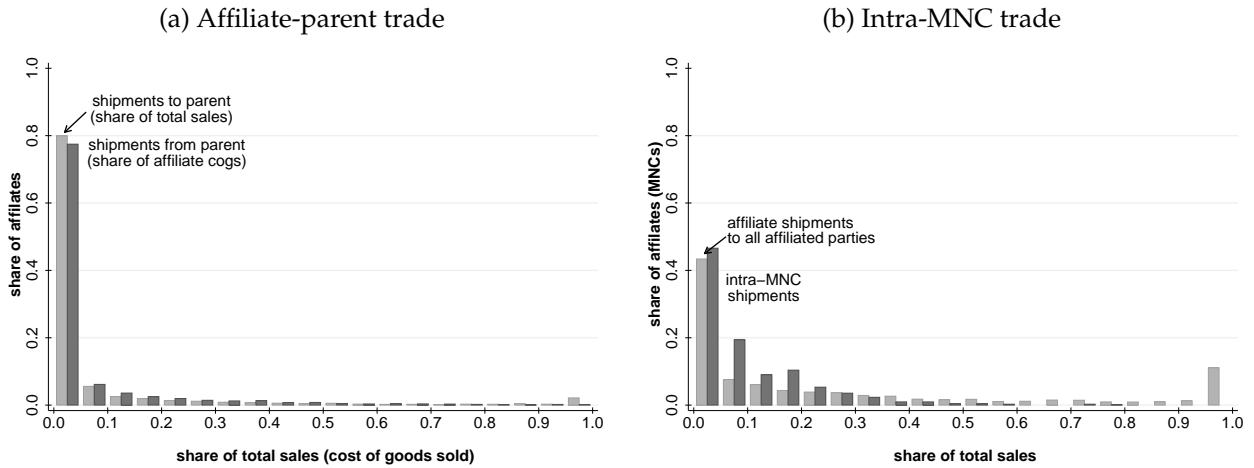 (a) Affiliate-parent trade
1.0
0.8
0.6
0.4
0.2
0.0
share of affilates
shipments to parent
(share of total sales)
shipments from parent
(share of affiliate cogs)
0.0 0.1 0.2 0.3 0.4 0.5 0.6 0.7 0.8 0.9 1.0
share of total sales (cost of goods sold)
(b) Intra-MNC trade
1.0
0.8
0.6
0.4
0.2
0.0
share of affilates (MNCs)
affiliate shipments
to all affiliated parties
intra−MNC
shipments
0.0 0.1 0.2 0.3 0.4 0.5 0.6 0.7 0.8 0.9 1.0
share of total sales